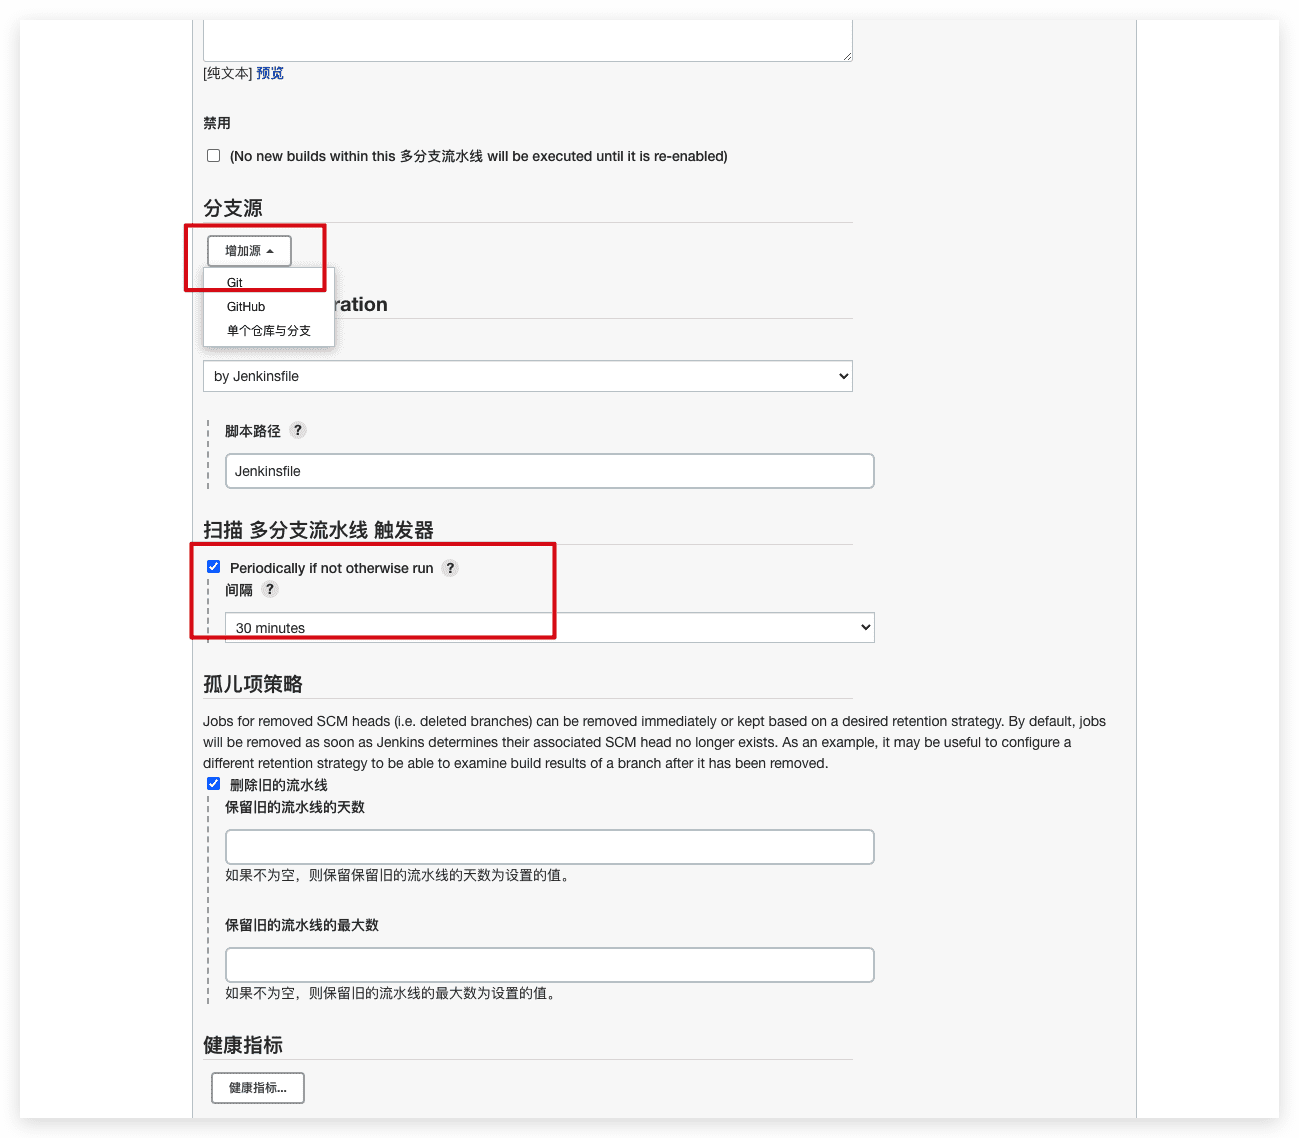 [纯文本] 预览
禁用
(No new builds within this 多分支流水线 will be executed until it is re-enabled)
分支源
增加源
Git
GitHub
单个仓库与分支
ration
by Jenkinsfile
脚本路径 ?
Jenkinsfile
扫描 多分支流水线 触发器
Periodically if not otherwise run ?
间隔 ?
30 minutes
孤儿项策略
Jobs for removed SCM heads (i.e. deleted branches) can be removed immediately or kept based on a desired retention strategy. By default, jobs
will be removed as soon as Jenkins determines their associated SCM head no longer exists. As an example, it may be useful to configure a
different retention strategy to be able to examine build results of a branch after it has been removed.
删除旧的流水线
保留旧的流水线的天数
如果不为空，则保留保留旧的流水线的天数为设置的值。
保留旧的流水线的最大数
如果不为空，则保留旧的流水线的最大数为设置的值。
健康指标
健康指标...